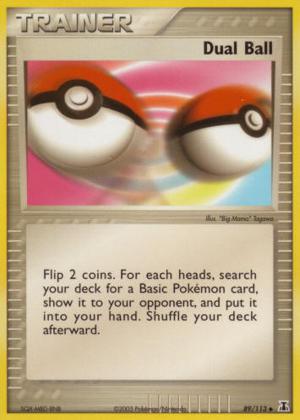 TRAINER
Dual Ball
Illus. "Big Mama" Tagawa
Flip 2 coins. For each heads, search
your deck for a Basic Pokémon card,
show it to your opponent, and put it
into your hand. Shuffle your deck
afterward.
©2005 Pokémon/Nintendo
89/113